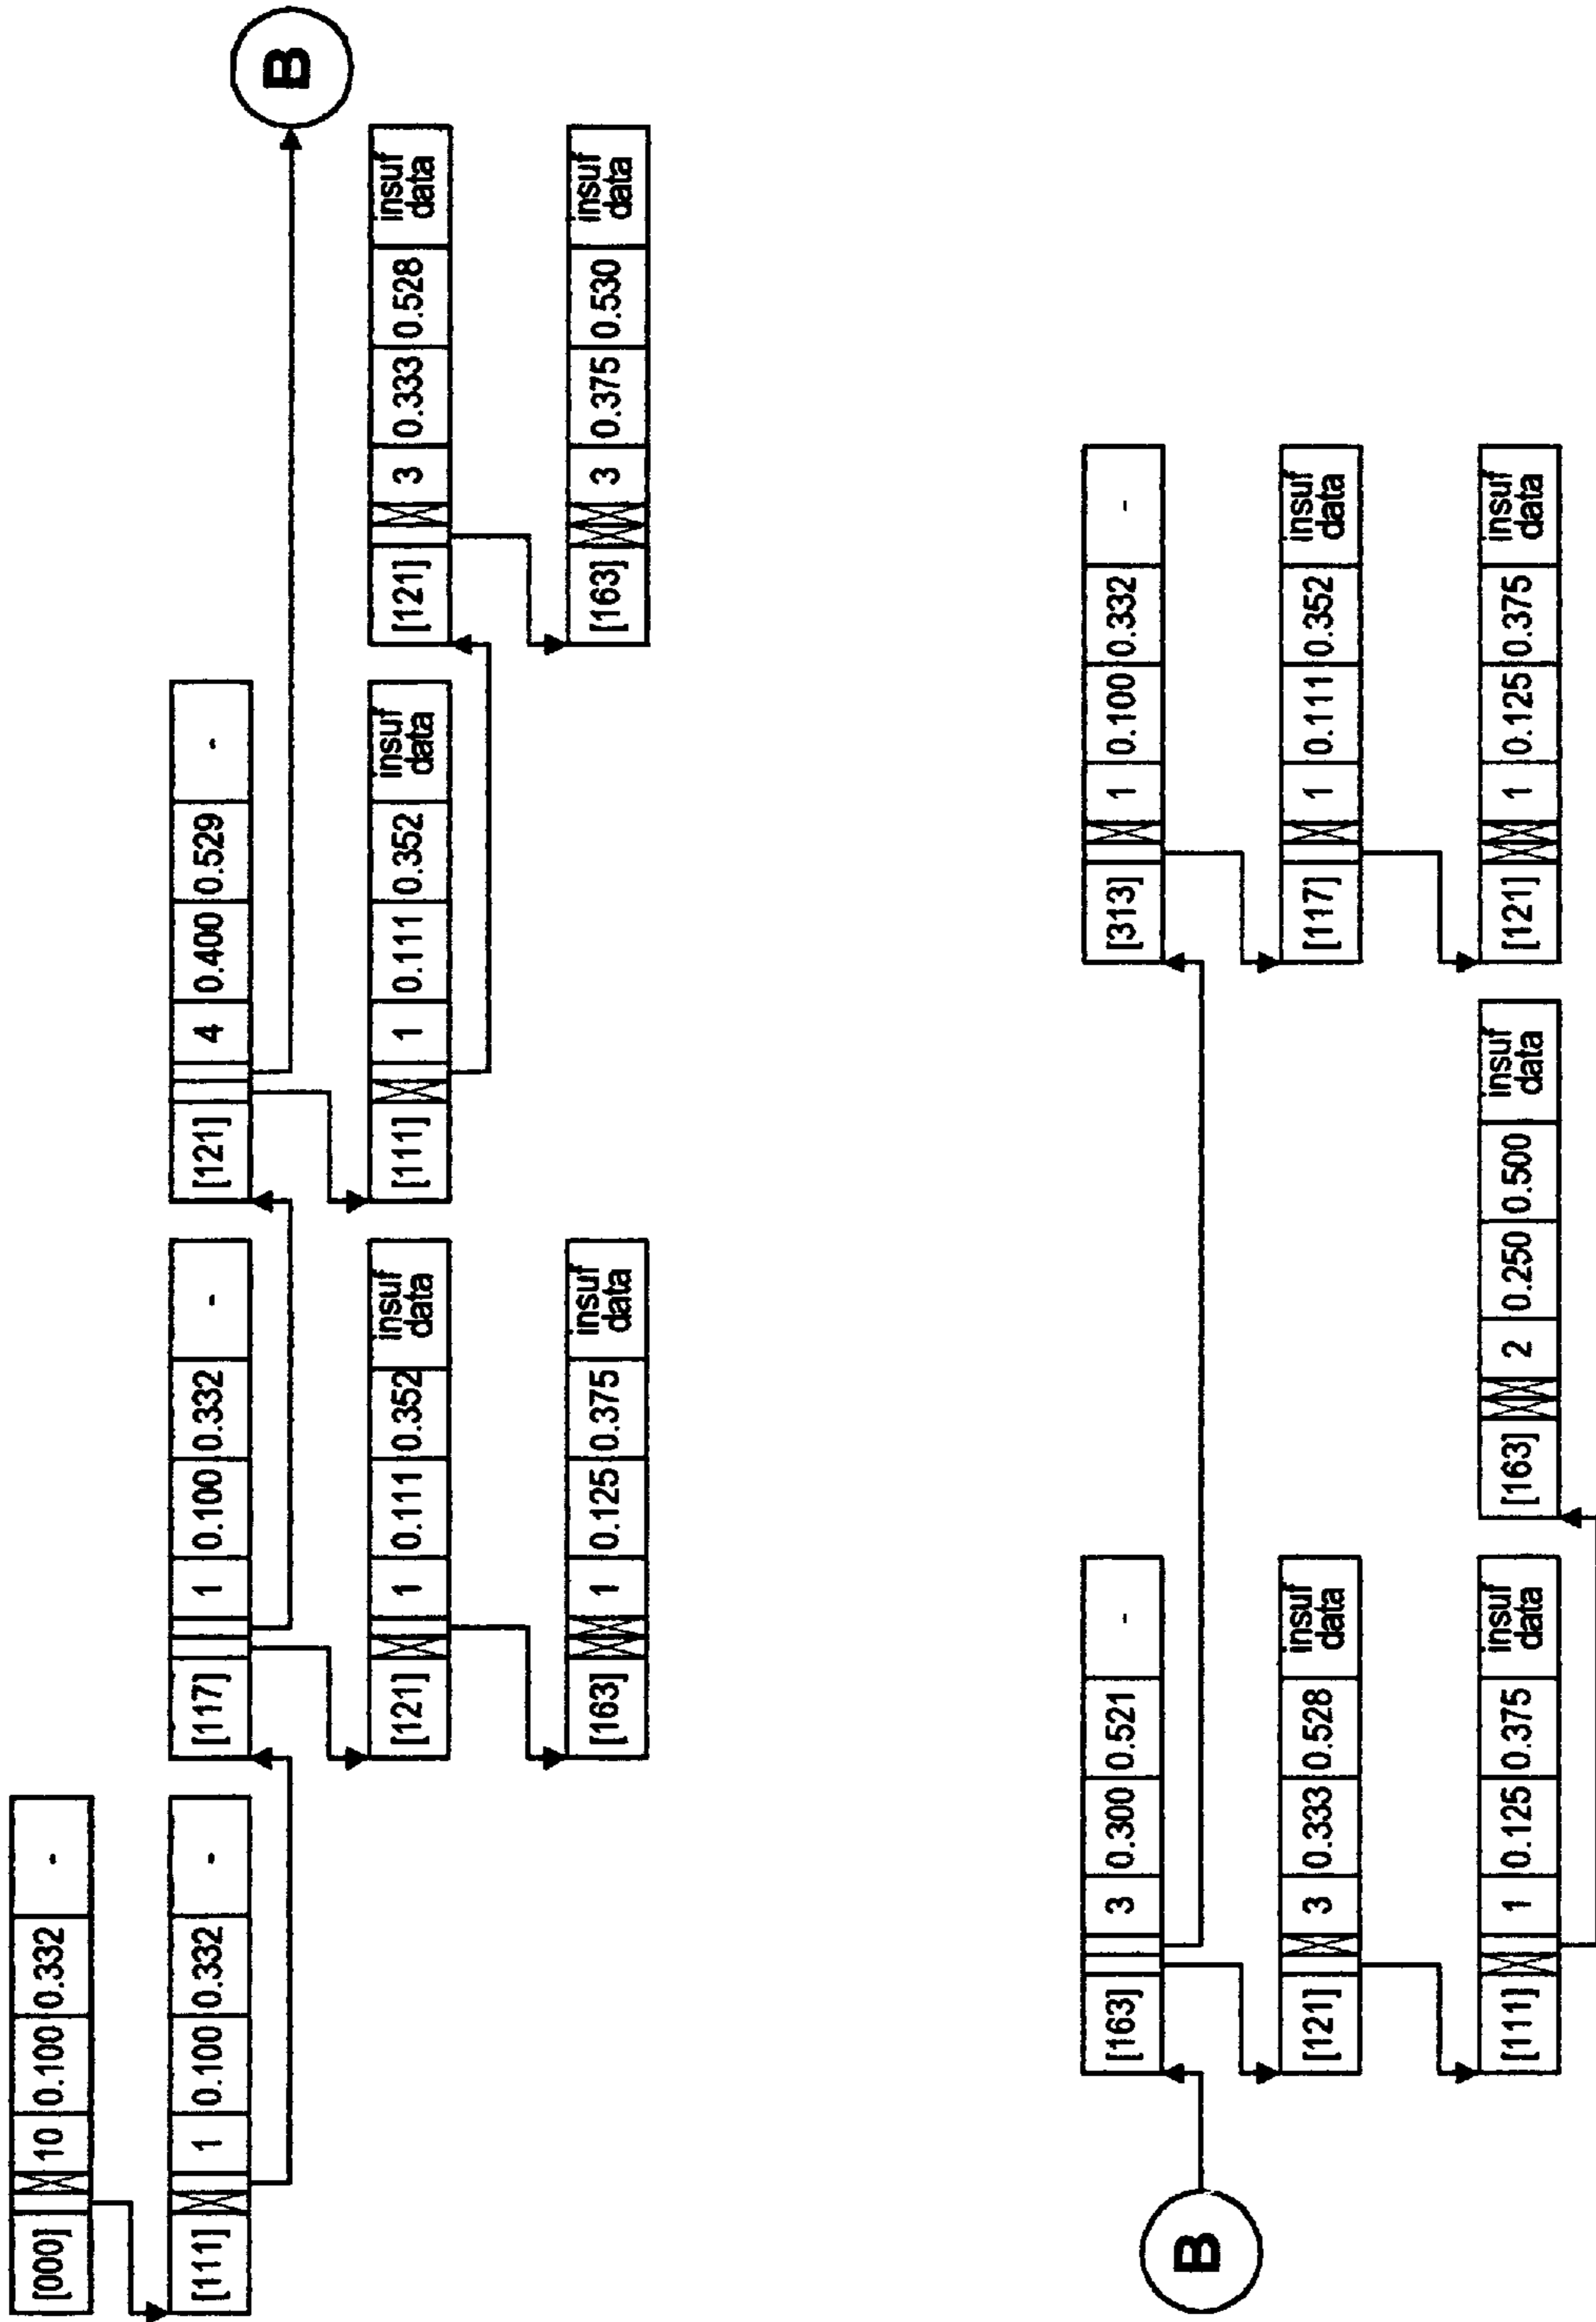 [000] 10 0.100 0.332 -
[111] 1 0.100 0.332 -
[117] 1 0.100 0.332 -
[121] 4 0.400 0.529 -
B
[121] 1 0.111 0.352 insuf
data
[111] 1 0.111 0.352 insuf
data
[121] 3 0.333 0.528 insuf
data
[163] 1 0.125 0.375 insuf
data
[163] 3 0.375 0.530 insuf
data
B
[163] 3 0.300 0.521 -
[313] 1 0.100 0.332 -
[121] 3 0.333 0.528 insuf
data
[117] 1 0.111 0.352 insuf
data
[111] 1 0.125 0.375 insuf
data
[163] 2 0.250 0.500 insuf
data
[121] 1 0.125 0.375 insuf
data